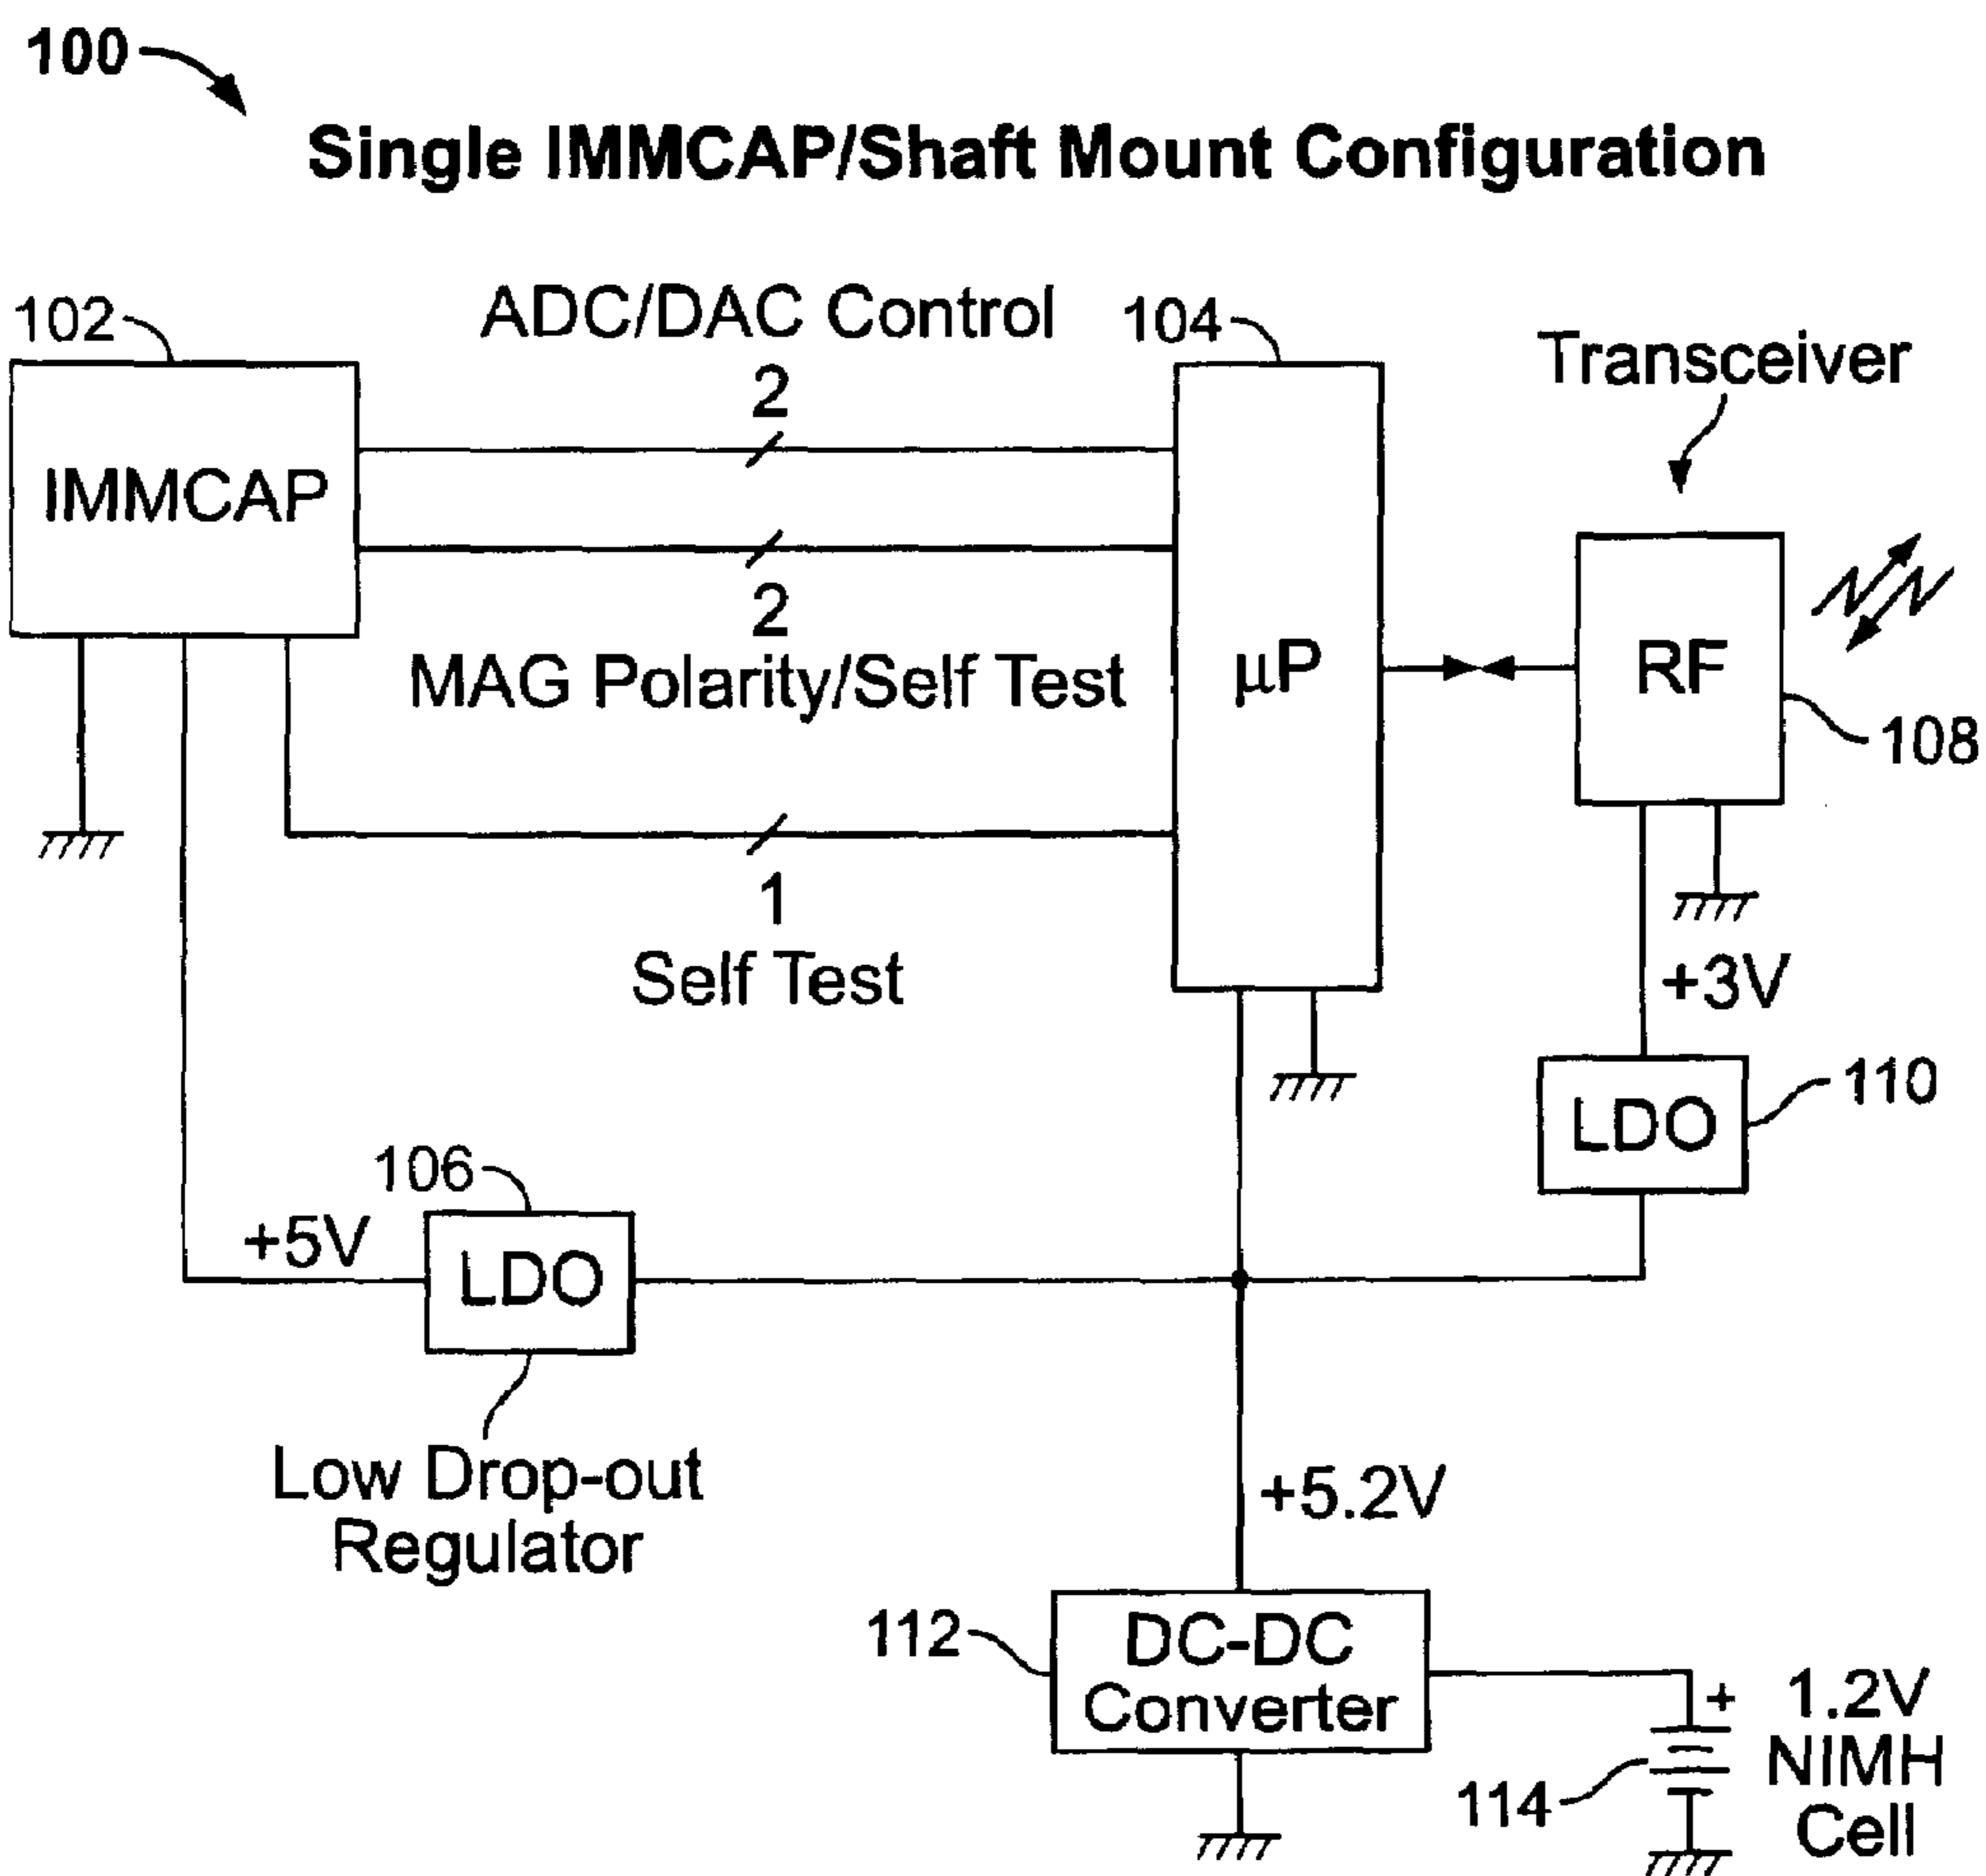 100
Single IMMCAP/Shaft Mount Configuration
102
ADC/DAC Control
104
Transceiver
2
IMMCAP
2
MAG Polarity/Self Test
µP
RF
108
1
Self Test
+3V
110
LDO
106
+5V
LDO
Low Drop-out
Regulator
+5.2V
112
DC-DC
Converter
+
1.2V
NIMH
Cell
114